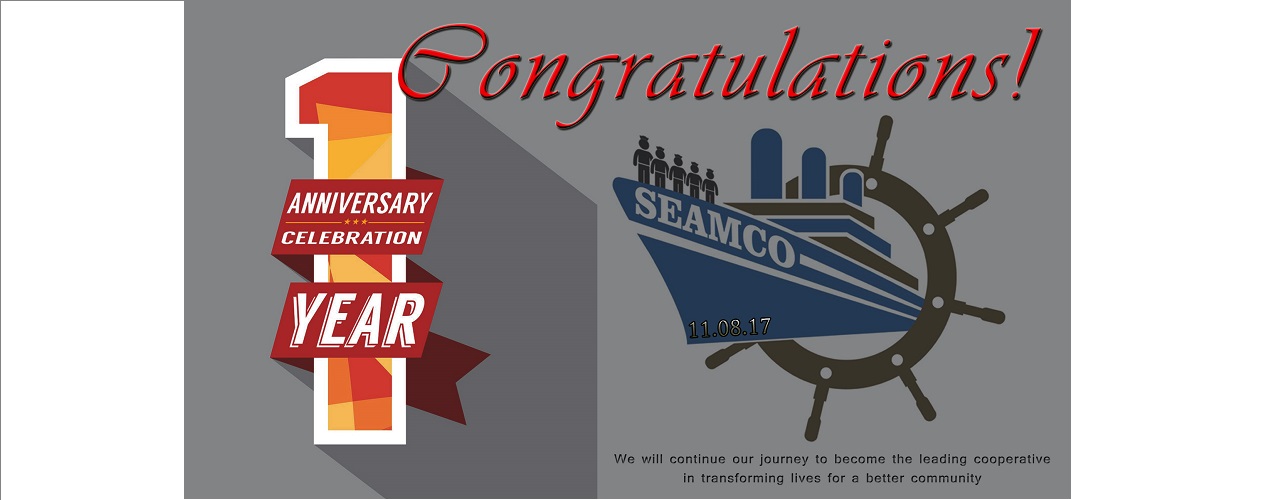 Congratulations!
ANNIVERSARY
CELEBRATION
YEAR
SEAMCO
11.08.17
We will continue our journey to become the leading cooperative
in transforming lives for a better community